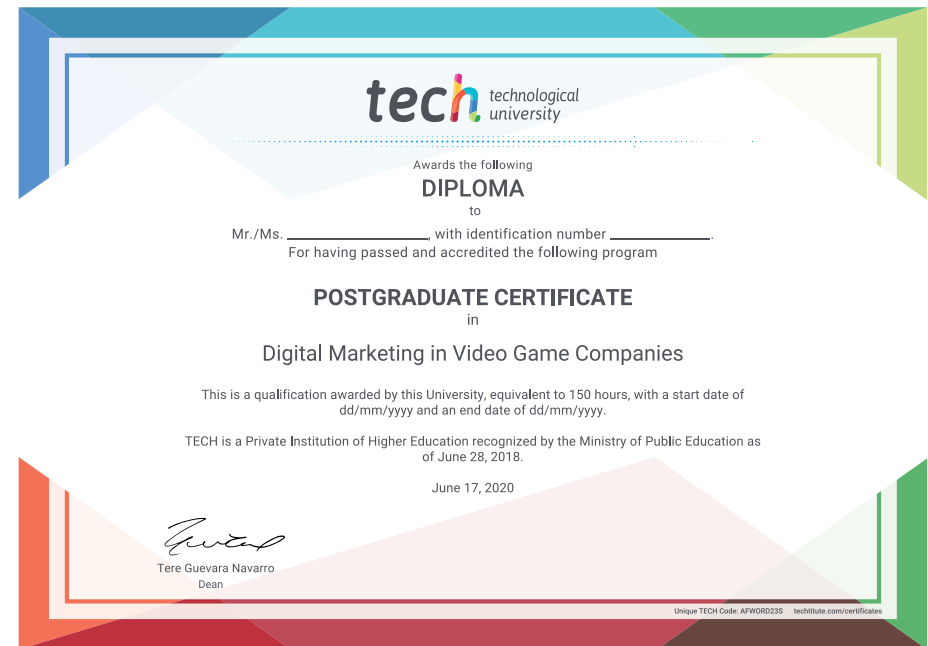 tech technological
university
Awards the following
DIPLOMA
to
Mr./Ms. ____________________, with identification number ______________.
For having passed and accredited the following program
POSTGRADUATE CERTIFICATE
in
Digital Marketing in Video Game Companies
This is a qualification awarded by this University, equivalent to 150 hours, with a start date of
dd/mm/yyyy and an end date of dd/mm/yyyy.
TECH is a Private Institution of Higher Education recognized by the Ministry of Public Education as
of June 28, 2018.
June 17, 2020
Tere Guevara Navarro
Dean
Unique TECH Code: AFWORD23S techtitute.com/certificates